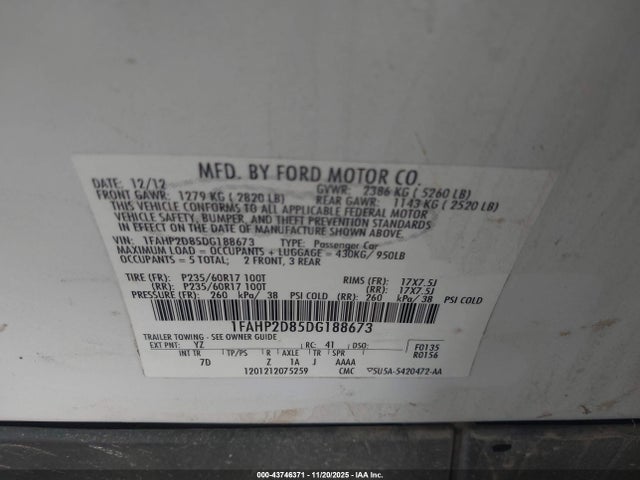 MFD. BY FORD MOTOR CO.
DATE: 12/12 GVWR: 2386 KG ( 5260 LB)
FRONT GAWR: 1279 KG ( 2820 LB) REAR GAWR: 1143 KG ( 2520 LB)
THIS VEHICLE CONFORMS TO ALL APPLICABLE FEDERAL MOTOR
VEHICLE SAFETY, BUMPER, AND THEFT PREVENTION STANDARDS
IN EFFECT ON THE DATE OF MANUFACTURE SHOWN ABOVE.
VIN: 1FAHP2D85DG188673 TYPE: Passenger Car
MAXIMUM LOAD = OCCUPANTS + LUGGAGE = 430KG/ 950LB
OCCUPANTS = 5 TOTAL; 2 FRONT, 3 REAR
TIRE (FR): P235/60R17 100T RIMS (FR): 17X7.5J
(RR): P235/60R17 100T (RR): 17X7.5J
PRESSURE (FR): 260 kPa/ 38 PSI COLD (RR) 260 kPa/ 38 PSI COLD
1FAHP2D85DG188673
TRAILER TOWING - SEE OWNER GUIDE
EXT PNT: YZ RC: 41 DSO: F0135
INT TR TP/PS R AXLE TR SPR R0156
7D Z 1A J AAAA
1201212075259 CMC 5U5A-5420472-AA
000-43746371 - 11/20/2025 - IAA Inc.